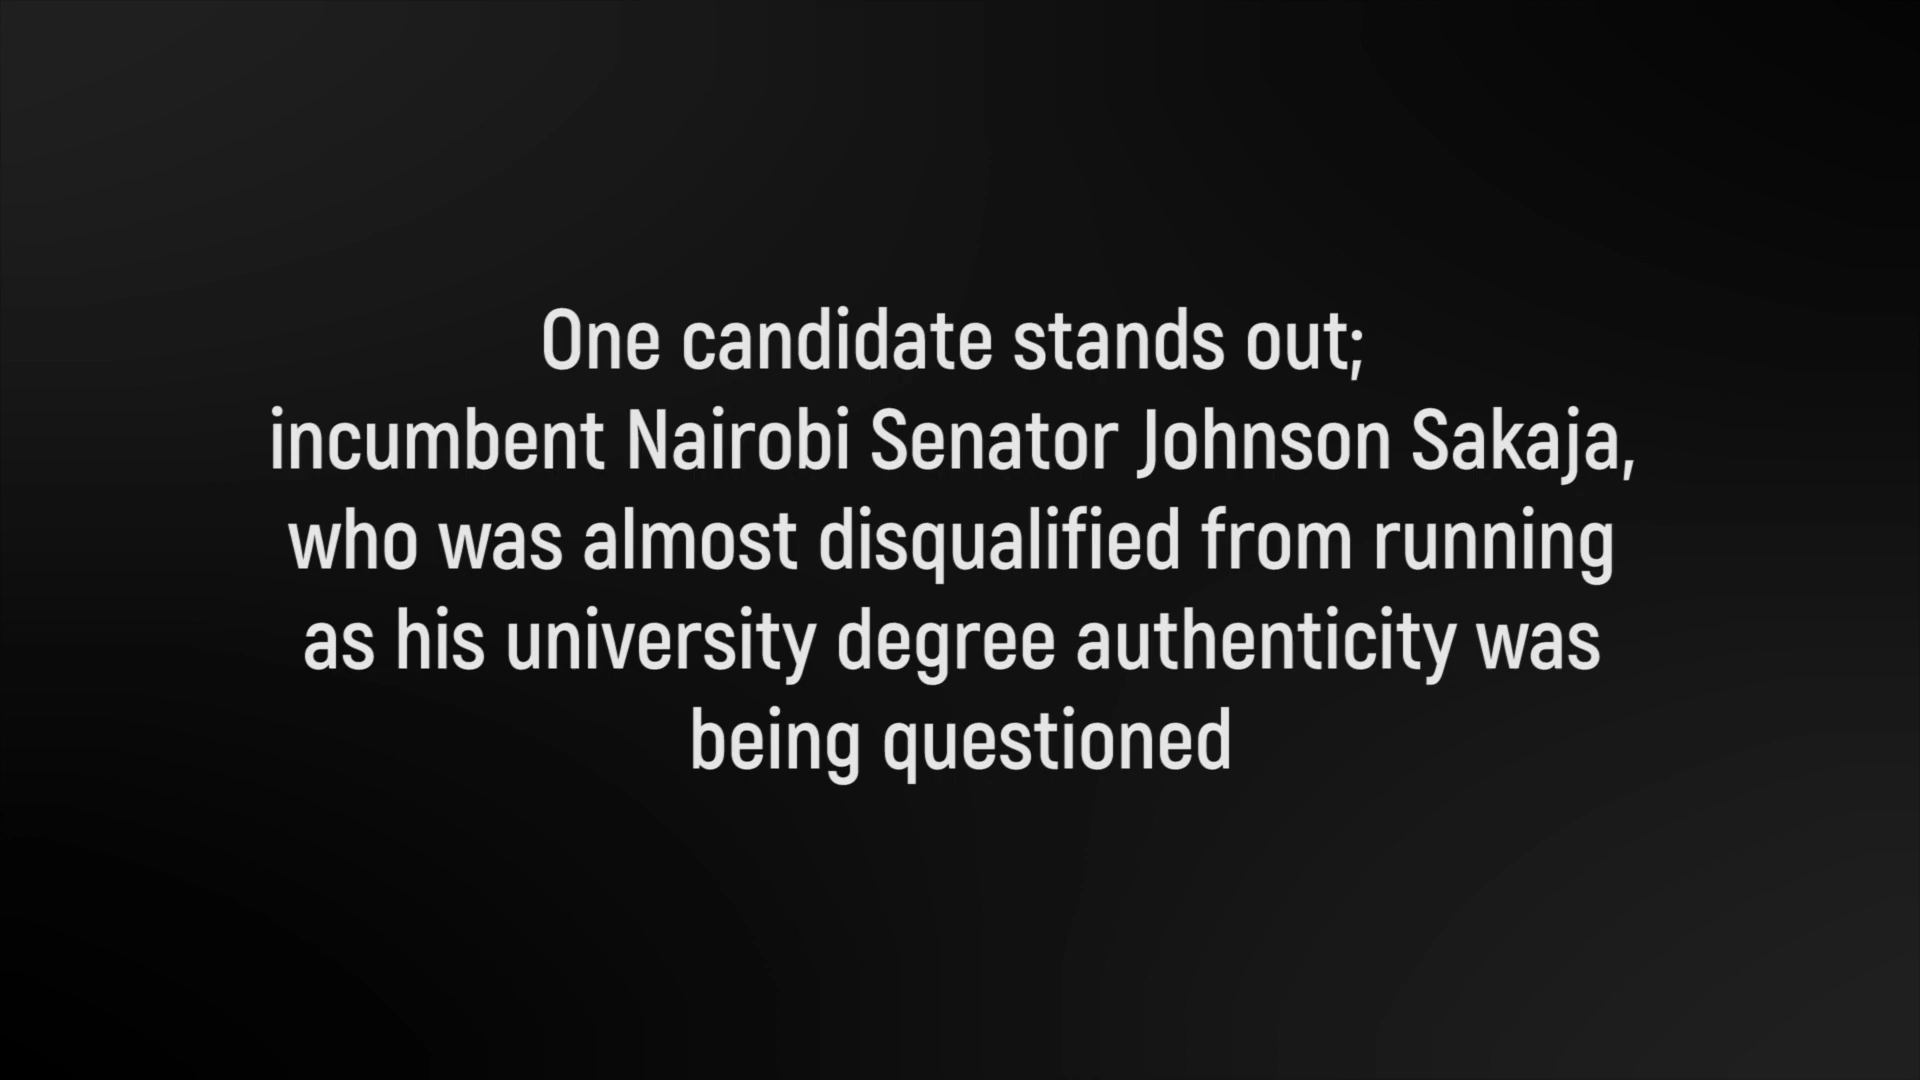 One candidate stands out;
incumbent Nairobi Senator Johnson Sakaja,
who was almost disqualified from running
as his university degree authenticity was
being questioned